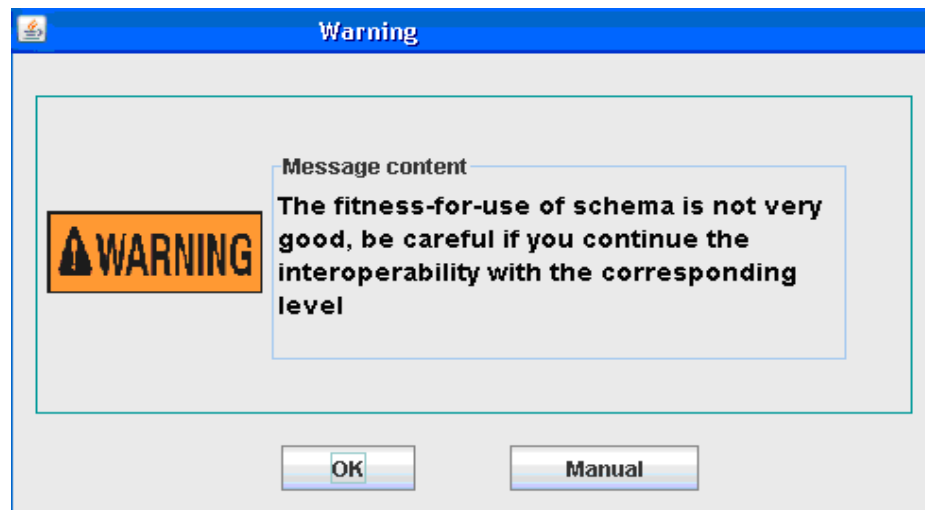 Warning
Message content
The fitness-for-use of schema is not very
good, be careful if you continue the
interoperability with the corresponding
level
WARNING
OK
Manual